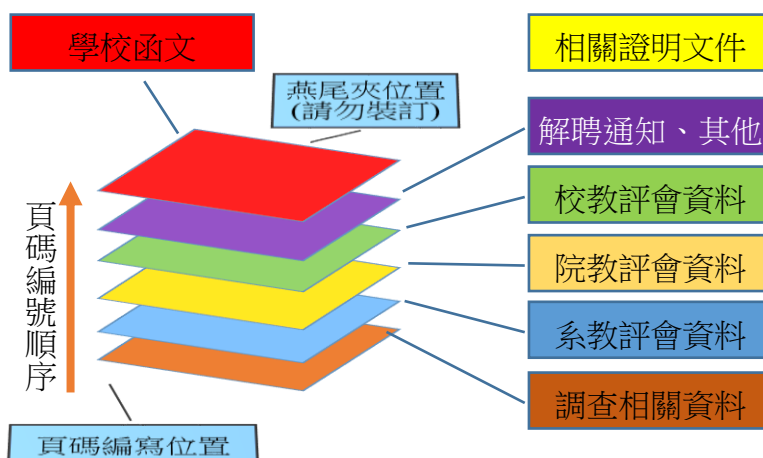 學校函文
相關證明文件
燕尾夾位置
(請勿裝訂)
解聘通知、其他
校教評會資料
頁碼編號順序
院教評會資料
系教評會資料
調查相關資料
頁碼編寫位置